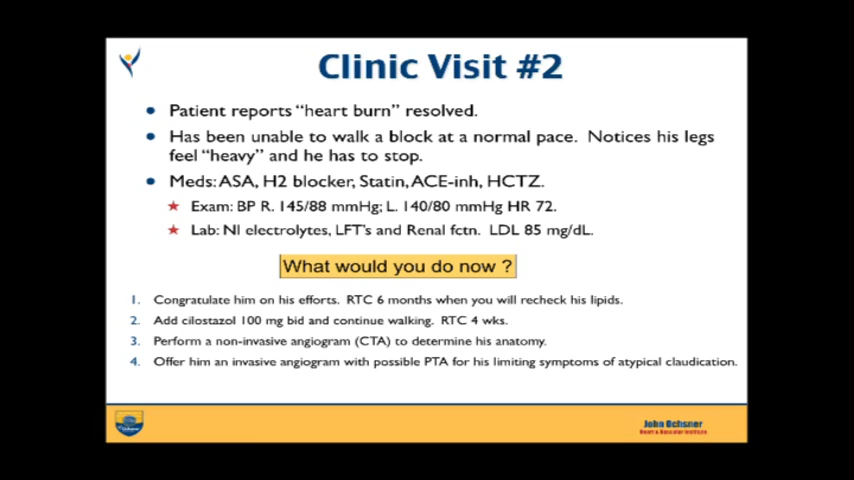 Clinic Visit #2
• Patient reports “heart burn” resolved.
• Has been unable to walk a block at a normal pace. Notices his legs
feel “heavy” and he has to stop.
• Meds: ASA, H2 blocker, Statin, ACE-inh, HCTZ.
★ Exam: BP R. 145/88 mmHg; L. 140/80 mmHg HR 72.
★ Lab: Nl electrolytes, LFT’s and Renal fctn. LDL 85 mg/dL.
What would you do now ?
1. Congratulate him on his efforts. RTC 6 months when you will recheck his lipids.
2. Add cilostazol 100 mg bid and continue walking. RTC 4 wks.
3. Perform a non-invasive angiogram (CTA) to determine his anatomy.
4. Offer him an invasive angiogram with possible PTA for his limiting symptoms of atypical claudication.
Ochsner
John Ochsner
Heart & Vascular Institute